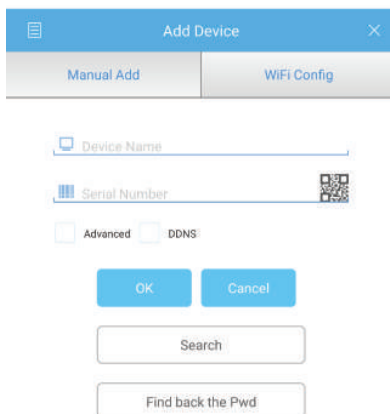 Add Device
Manual Add WiFi Config
Device Name
Serial Number
Advanced DDNS
OK Cancel
Search
Find back the Pwd